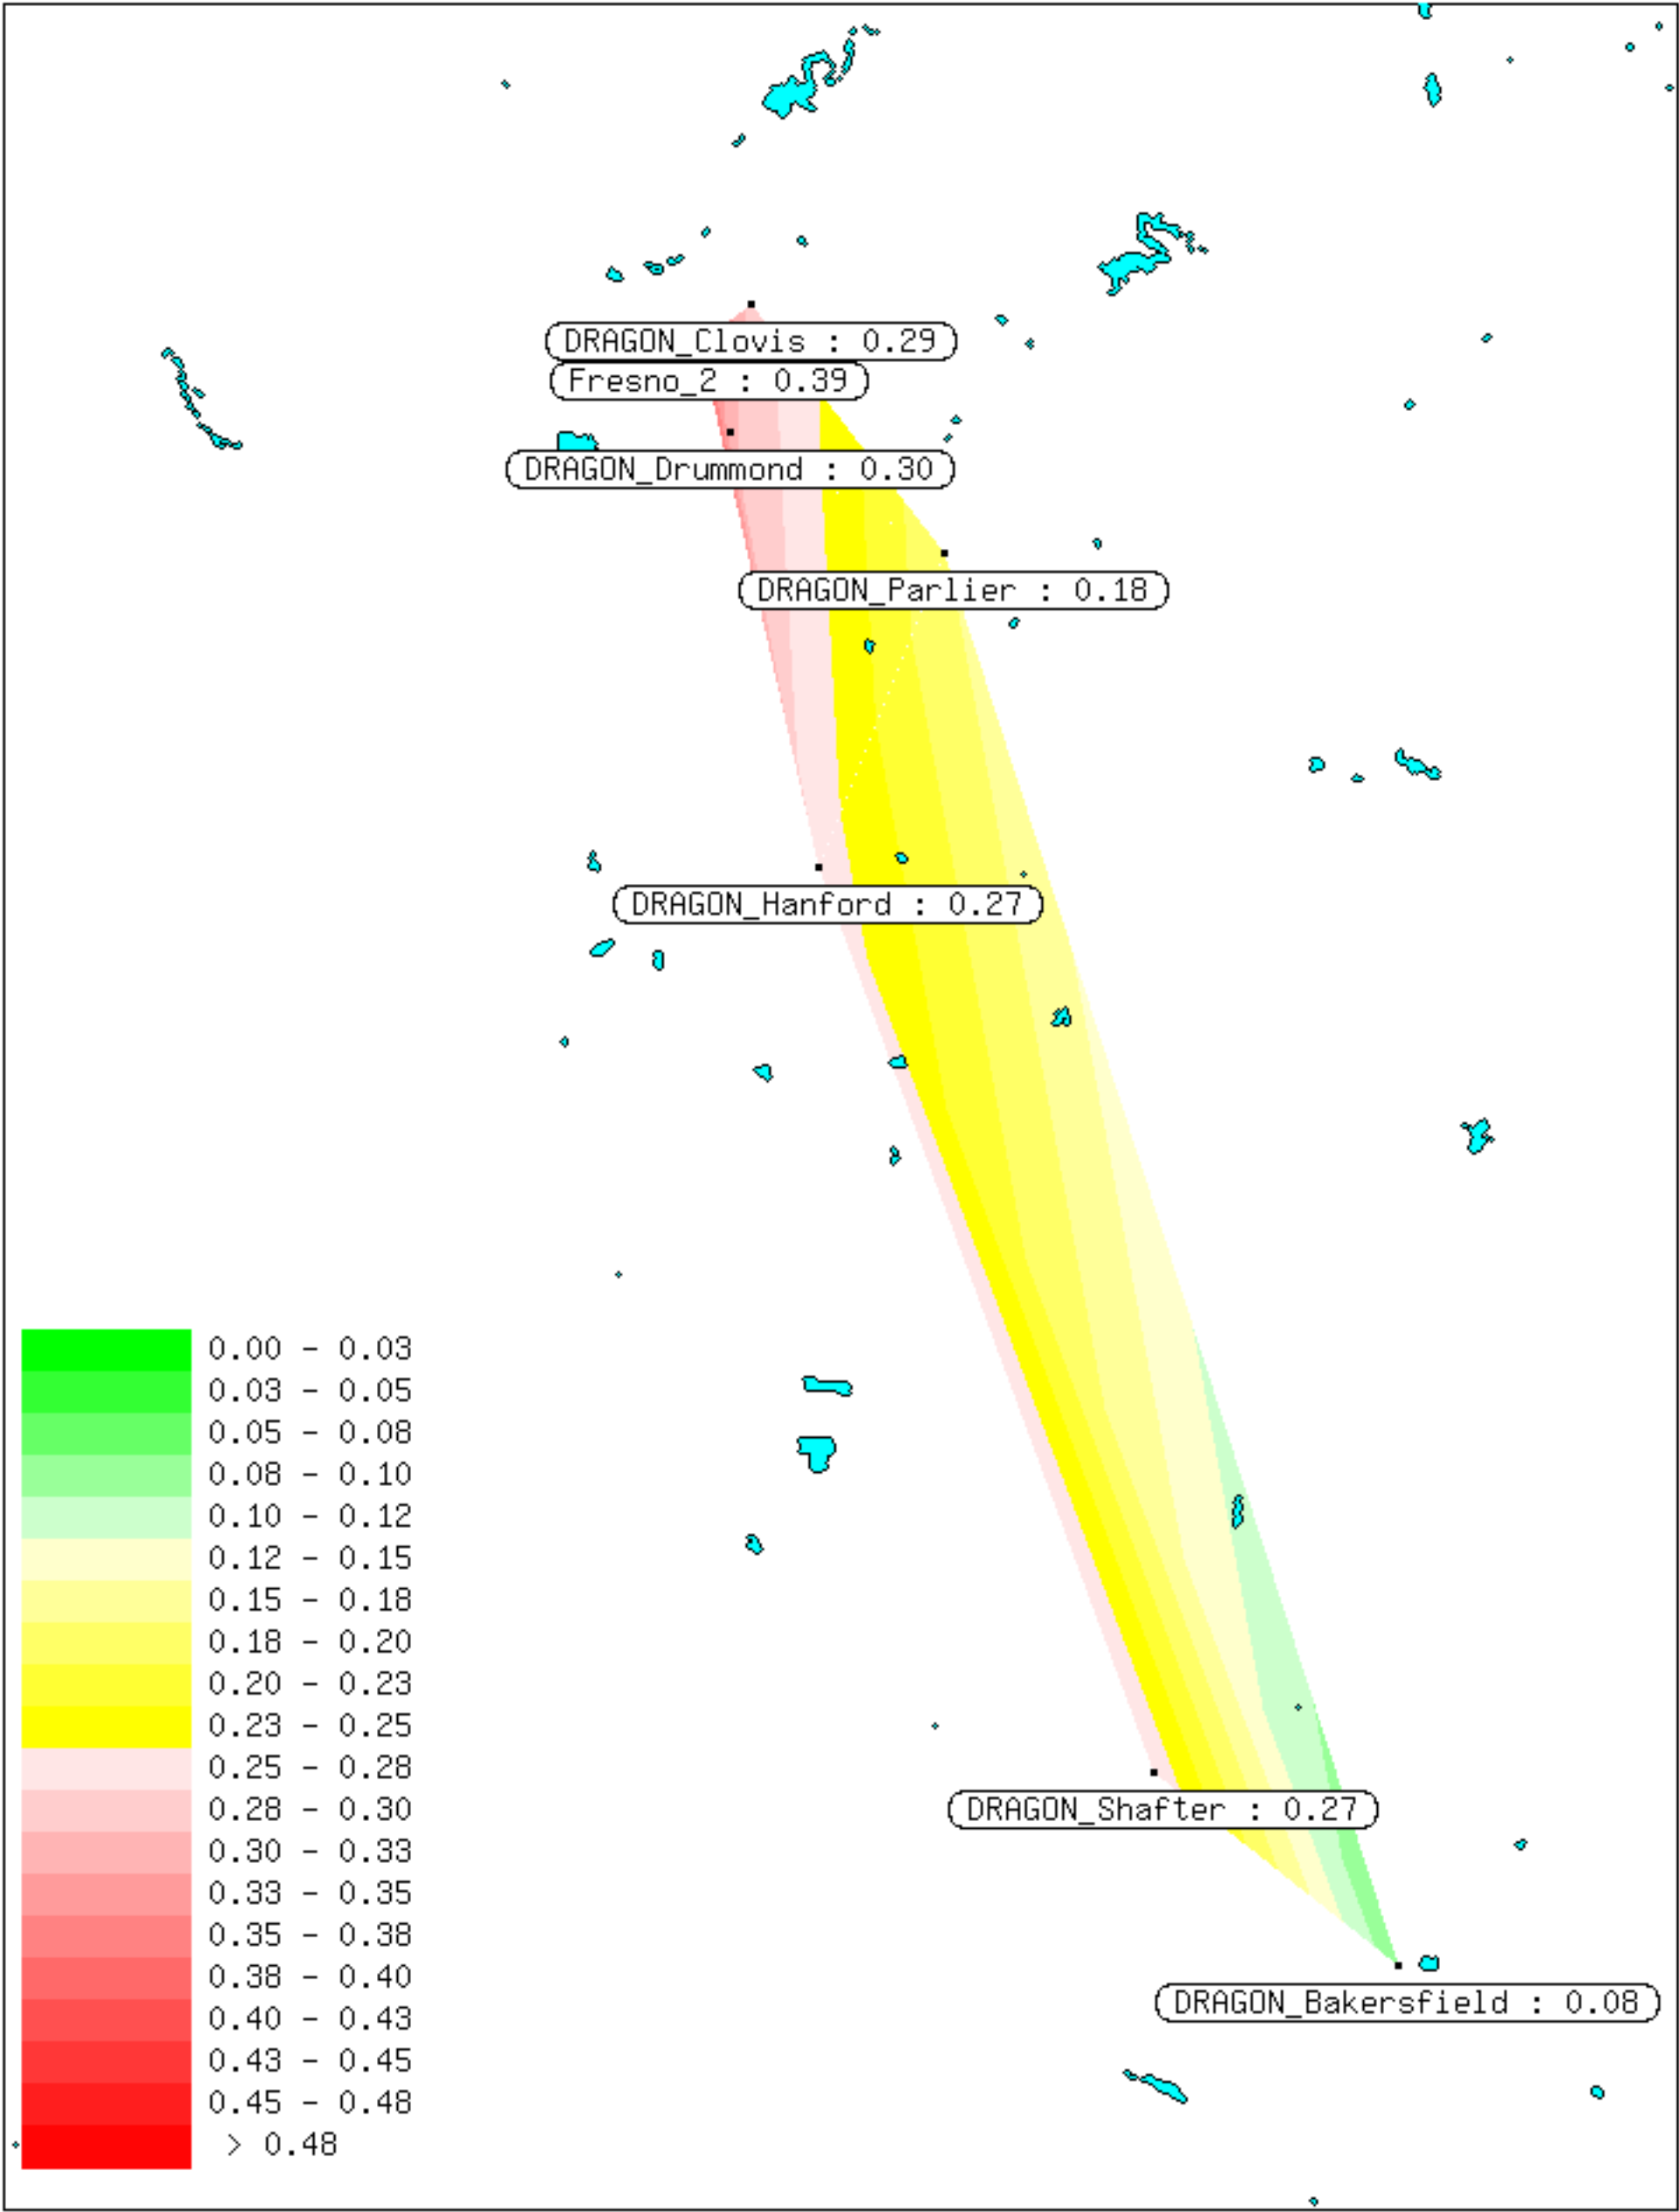 DRAGON_Clovis : 0.29
Fresno_2 : 0.39
DRAGON_Drummond : 0.30
DRAGON_Parlier : 0.18
DRAGON_Hanford : 0.27
0.00 - 0.03
0.03 - 0.05
0.05 - 0.08
0.08 - 0.10
0.10 - 0.12
0.12 - 0.15
0.15 - 0.18
0.18 - 0.20
0.20 - 0.23
0.23 - 0.25
0.25 - 0.28
0.28 - 0.30
0.30 - 0.33
0.33 - 0.35
0.35 - 0.38
0.38 - 0.40
0.40 - 0.43
0.43 - 0.45
0.45 - 0.48
> 0.48
DRAGON_Shafter : 0.27
DRAGON_Bakersfield : 0.08